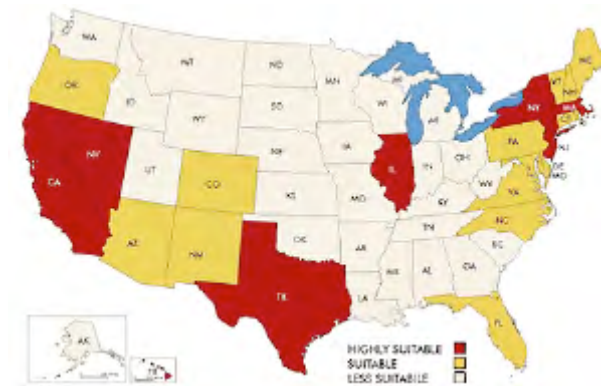 WA
MT
ND
MN
OR
ID
SD
WI
MI
WY
IA
NE
NV
UT
CO
CA
KS
MO
IL
IN
OH
WV
PA
NY
VT
NH
ME
MA
CT
NJ
DE
MD
VA
KY
NC
TN
SC
AZ
NM
OK
AR
MS
AL
GA
LA
TX
FL
AK
HIGHLY SUITABLE
SUITABLE
LESS SUITABILE